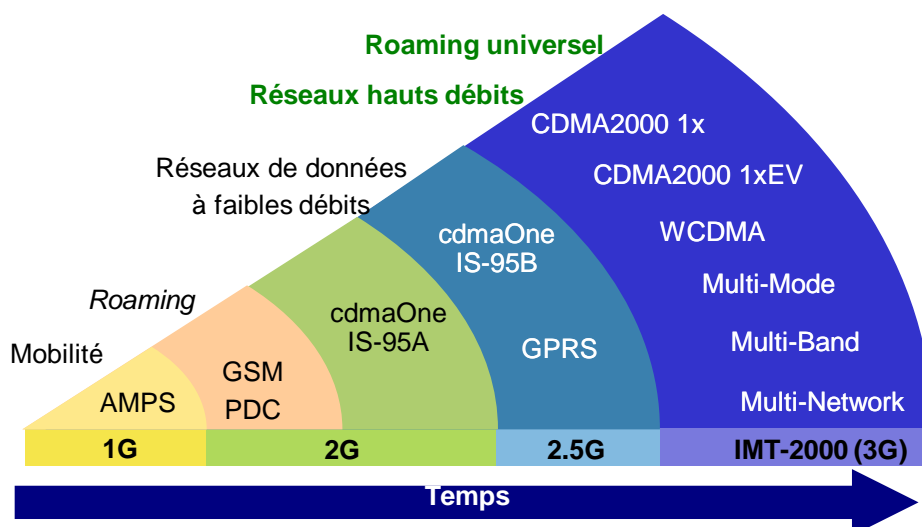 Roaming universel
Réseaux hauts débits
CDMA2000 1x
Réseaux de données
à faibles débits
CDMA2000 1xEV
cdmaOne
IS-95B
WCDMA
Multi-Mode
Roaming
cdmaOne
IS-95A
GPRS
Multi-Band
Mobilité
GSM
PDC
AMPS
Multi-Network
1G
2G
2.5G
IMT-2000 (3G)
Temps